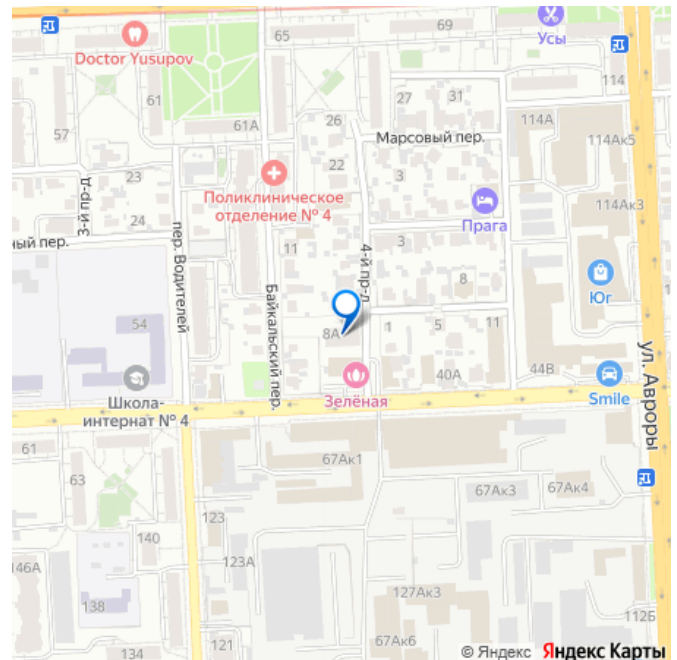 65
69
Усы
Doctor Yusupov
61
114
57
61А
26
27
31
114А
Марсовый пер.
114Ак5
23
22
3
3-й пр-д
Поликлиническое
отделение № 4
24
114Ак3
Прага
ный пер.
пер. Водителей
11
4-й пр-д
3
8
Юг
Байкальский пер.
54
8А
1
5
11
ул. Авроры
Школа-
интернат № 4
Зелёная
40А
44В
Smile
61
63
67Ак1
67Ак3
67Ак4
123
140
123А
146А
138
127Ак3
112Б
134
121
67Ак6
© Яндекс Яндекс Карты